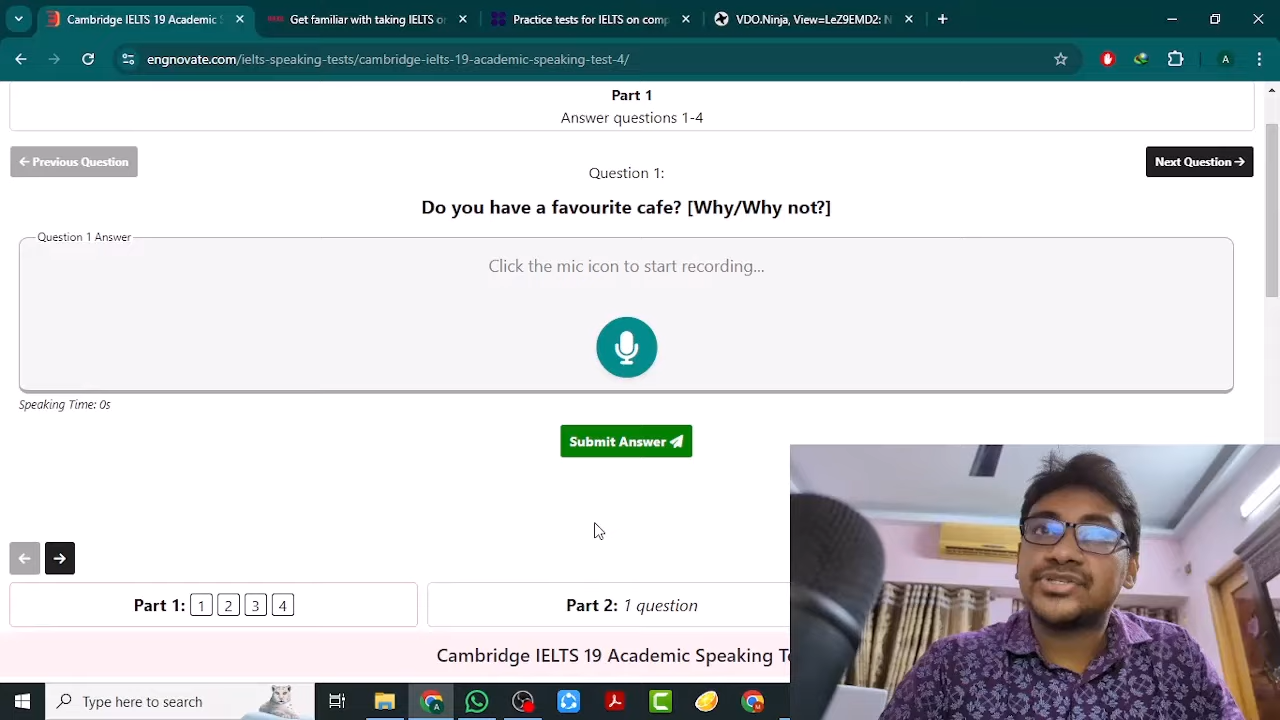 Cambridge IELTS 19 Academic S
Get familiar with taking IELTS or
Practice tests for IELTS on comp
VDO.Ninja, View=LeZ9EMD2: N
engnovate.com/ielts-speaking-tests/cambridge-ielts-19-academic-speaking-test-4/
A
Part 1
Answer questions 1-4
← Previous Question
Next Question →
Question 1:
Do you have a favourite cafe? [Why/Why not?]
Question 1 Answer
Click the mic icon to start recording...
Speaking Time: 0s
Submit Answer
Part 1: 1 2 3 4
Part 2: 1 question
Cambridge IELTS 19 Academic Speaking Te
Type here to search